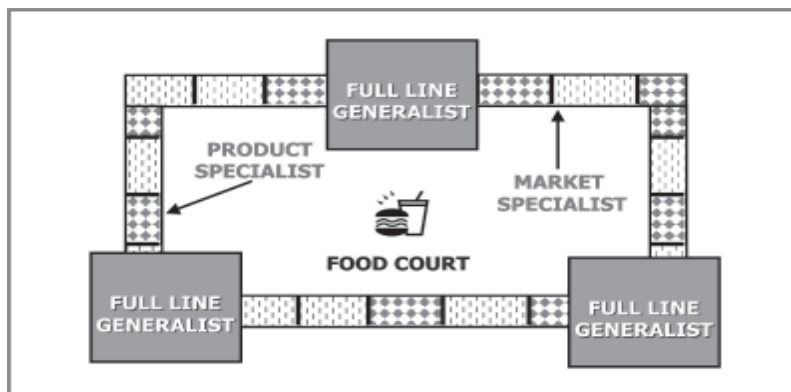 FULL LINE
GENERALIST
PRODUCT
SPECIALIST
MARKET
SPECIALIST
FOOD COURT
FULL LINE
GENERALIST
FULL LINE
GENERALIST